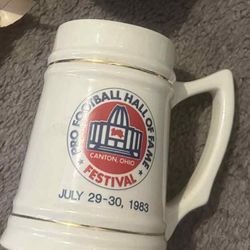 PRO FOOTBALL HALL OF FAME
CANTON, OHIO
FESTIVAL
JULY 29-30, 1983